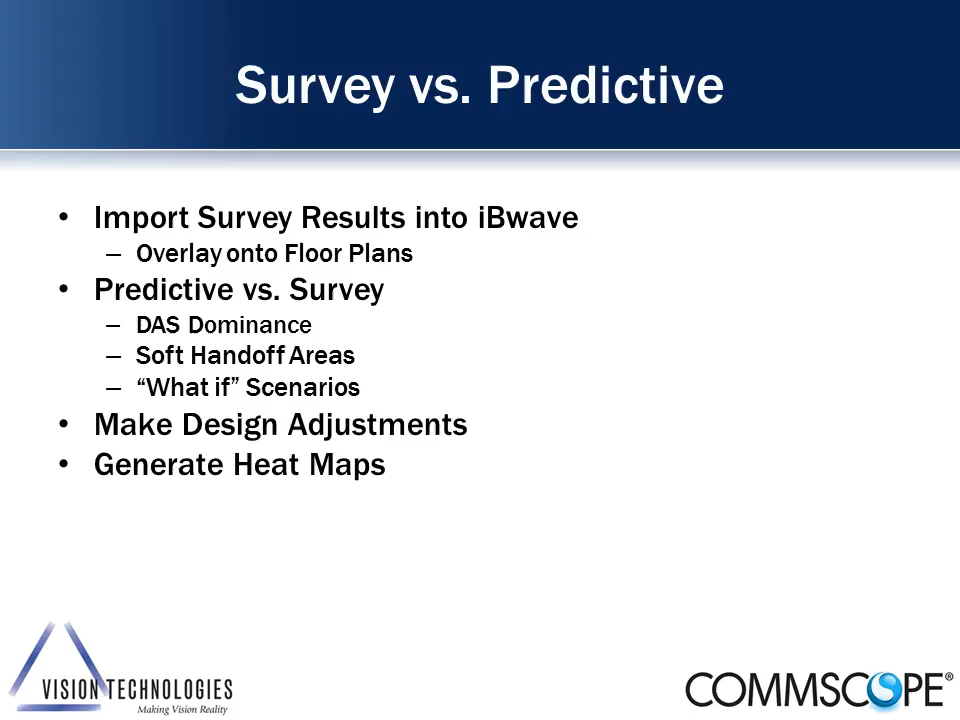 Survey vs. Predictive
• Import Survey Results into iBwave
– Overlay onto Floor Plans
• Predictive vs. Survey
– DAS Dominance
– Soft Handoff Areas
– “What if” Scenarios
• Make Design Adjustments
• Generate Heat Maps
VISION TECHNOLOGIES
Making Vision Reality
COMMSCOPE®